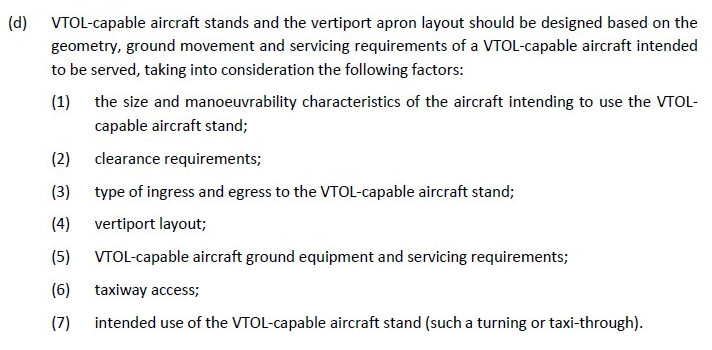 (d) VTOL-capable aircraft stands and the vertiport apron layout should be designed based on the
geometry, ground movement and servicing requirements of a VTOL-capable aircraft intended
to be served, taking into consideration the following factors:
(1) the size and manoeuvrability characteristics of the aircraft intending to use the VTOL-
capable aircraft stand;
(2) clearance requirements;
(3) type of ingress and egress to the VTOL-capable aircraft stand;
(4) vertiport layout;
(5) VTOL-capable aircraft ground equipment and servicing requirements;
(6) taxiway access;
(7) intended use of the VTOL-capable aircraft stand (such a turning or taxi-through).